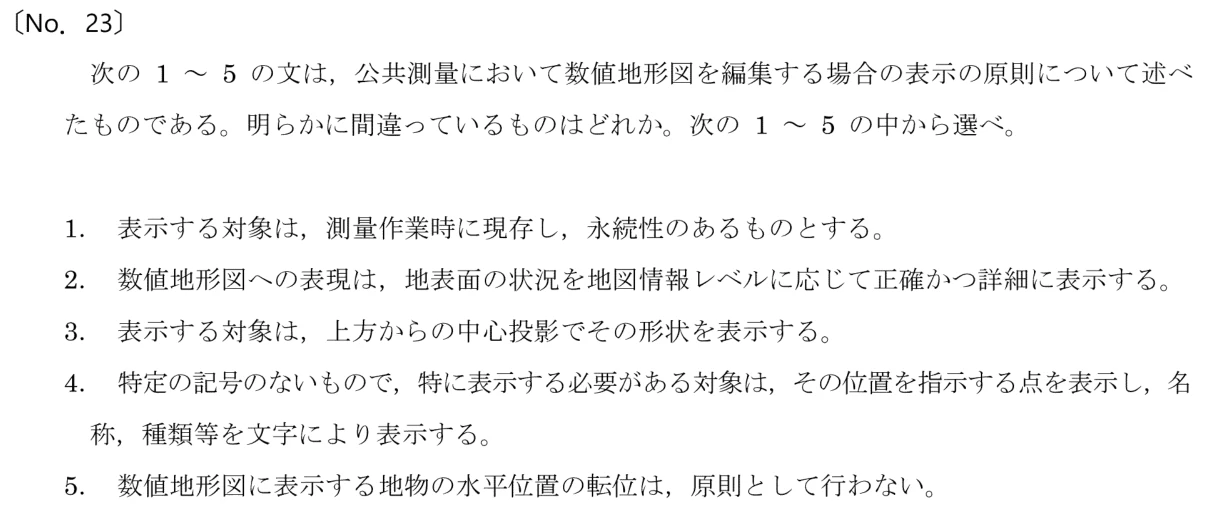 〔No. 23〕
次の 1 ～ 5 の文は，公共測量において数値地形図を編集する場合の表示の原則について述べ
たものである。明らかに間違っているものはどれか。次の 1 ～ 5 の中から選べ。
1. 表示する対象は，測量作業時に現存し，永続性のあるものとする。
2. 数値地形図への表現は，地表面の状況を地図情報レベルに応じて正確かつ詳細に表示する。
3. 表示する対象は，上方からの中心投影でその形状を表示する。
4. 特定の記号のないもので，特に表示する必要がある対象は，その位置を指示する点を表示し，名
称，種類等を文字により表示する。
5. 数値地形図に表示する地物の水平位置の転位は，原則として行わない。